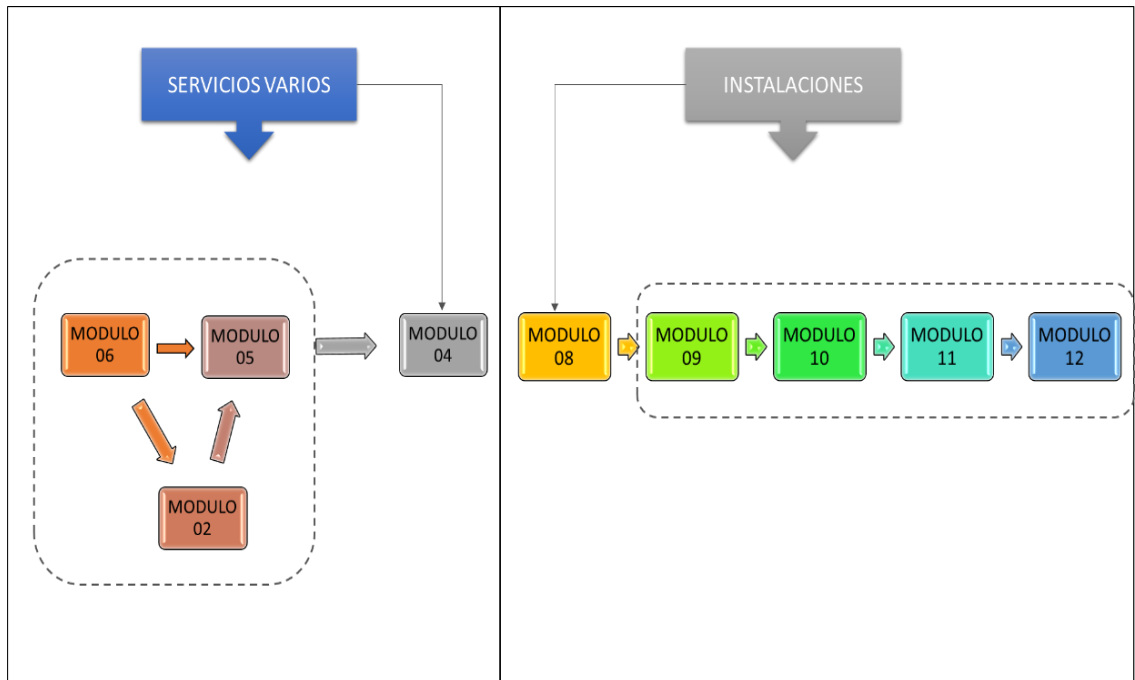 SERVICIOS VARIOS
INSTALACIONES
MODULO
06
MODULO
05
MODULO
04
MODULO
02
MODULO
08
MODULO
09
MODULO
10
MODULO
11
MODULO
12